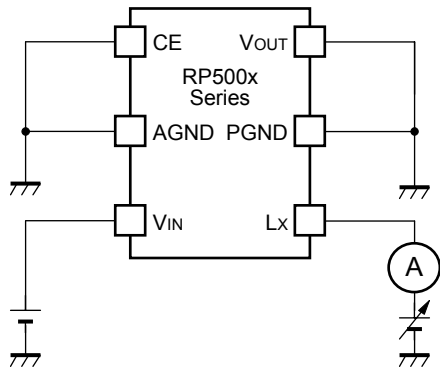 CE VOUT
RP500x
Series
AGND PGND
VIN LX
A